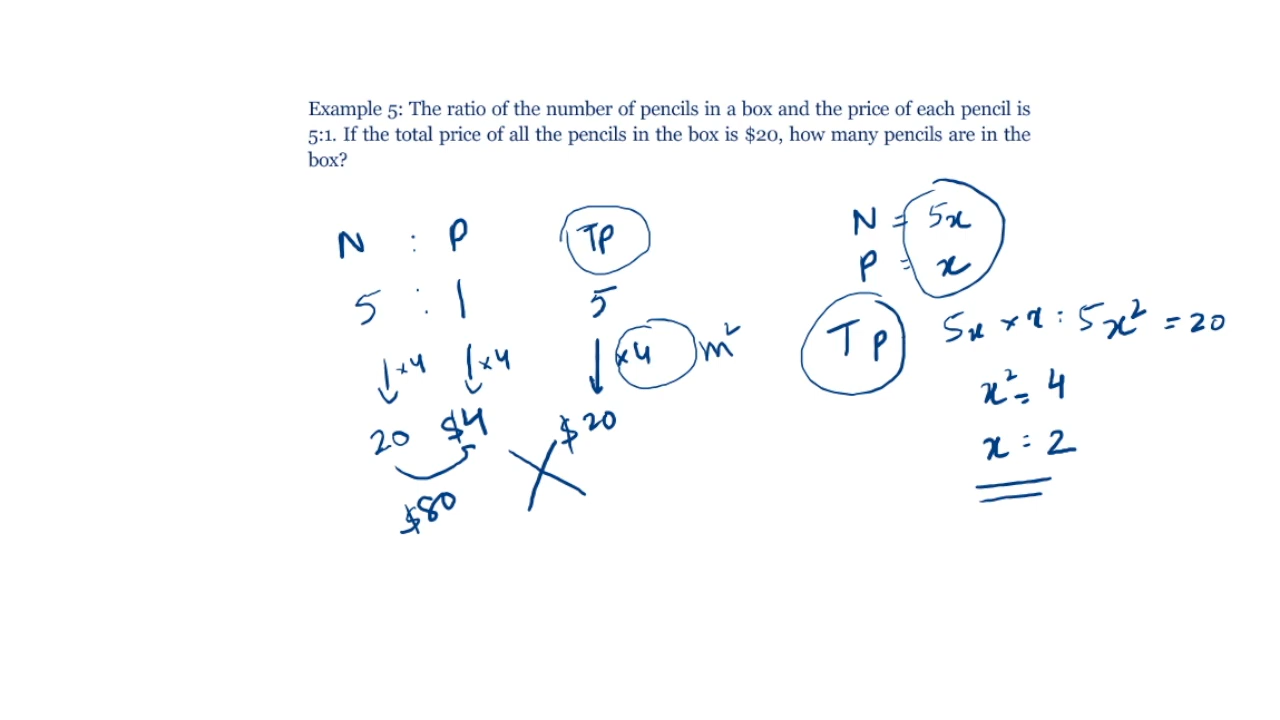 Example 5: The ratio of the number of pencils in a box and the price of each pencil is
5:1. If the total price of all the pencils in the box is $20, how many pencils are in the
box?
N : P TP
5 : 1 5
×4 ×4 ×4 m²
20 $4 $20
$80
N = 5x
P = x
TP 5x × x : 5x² = 20
x² = 4
x = 2